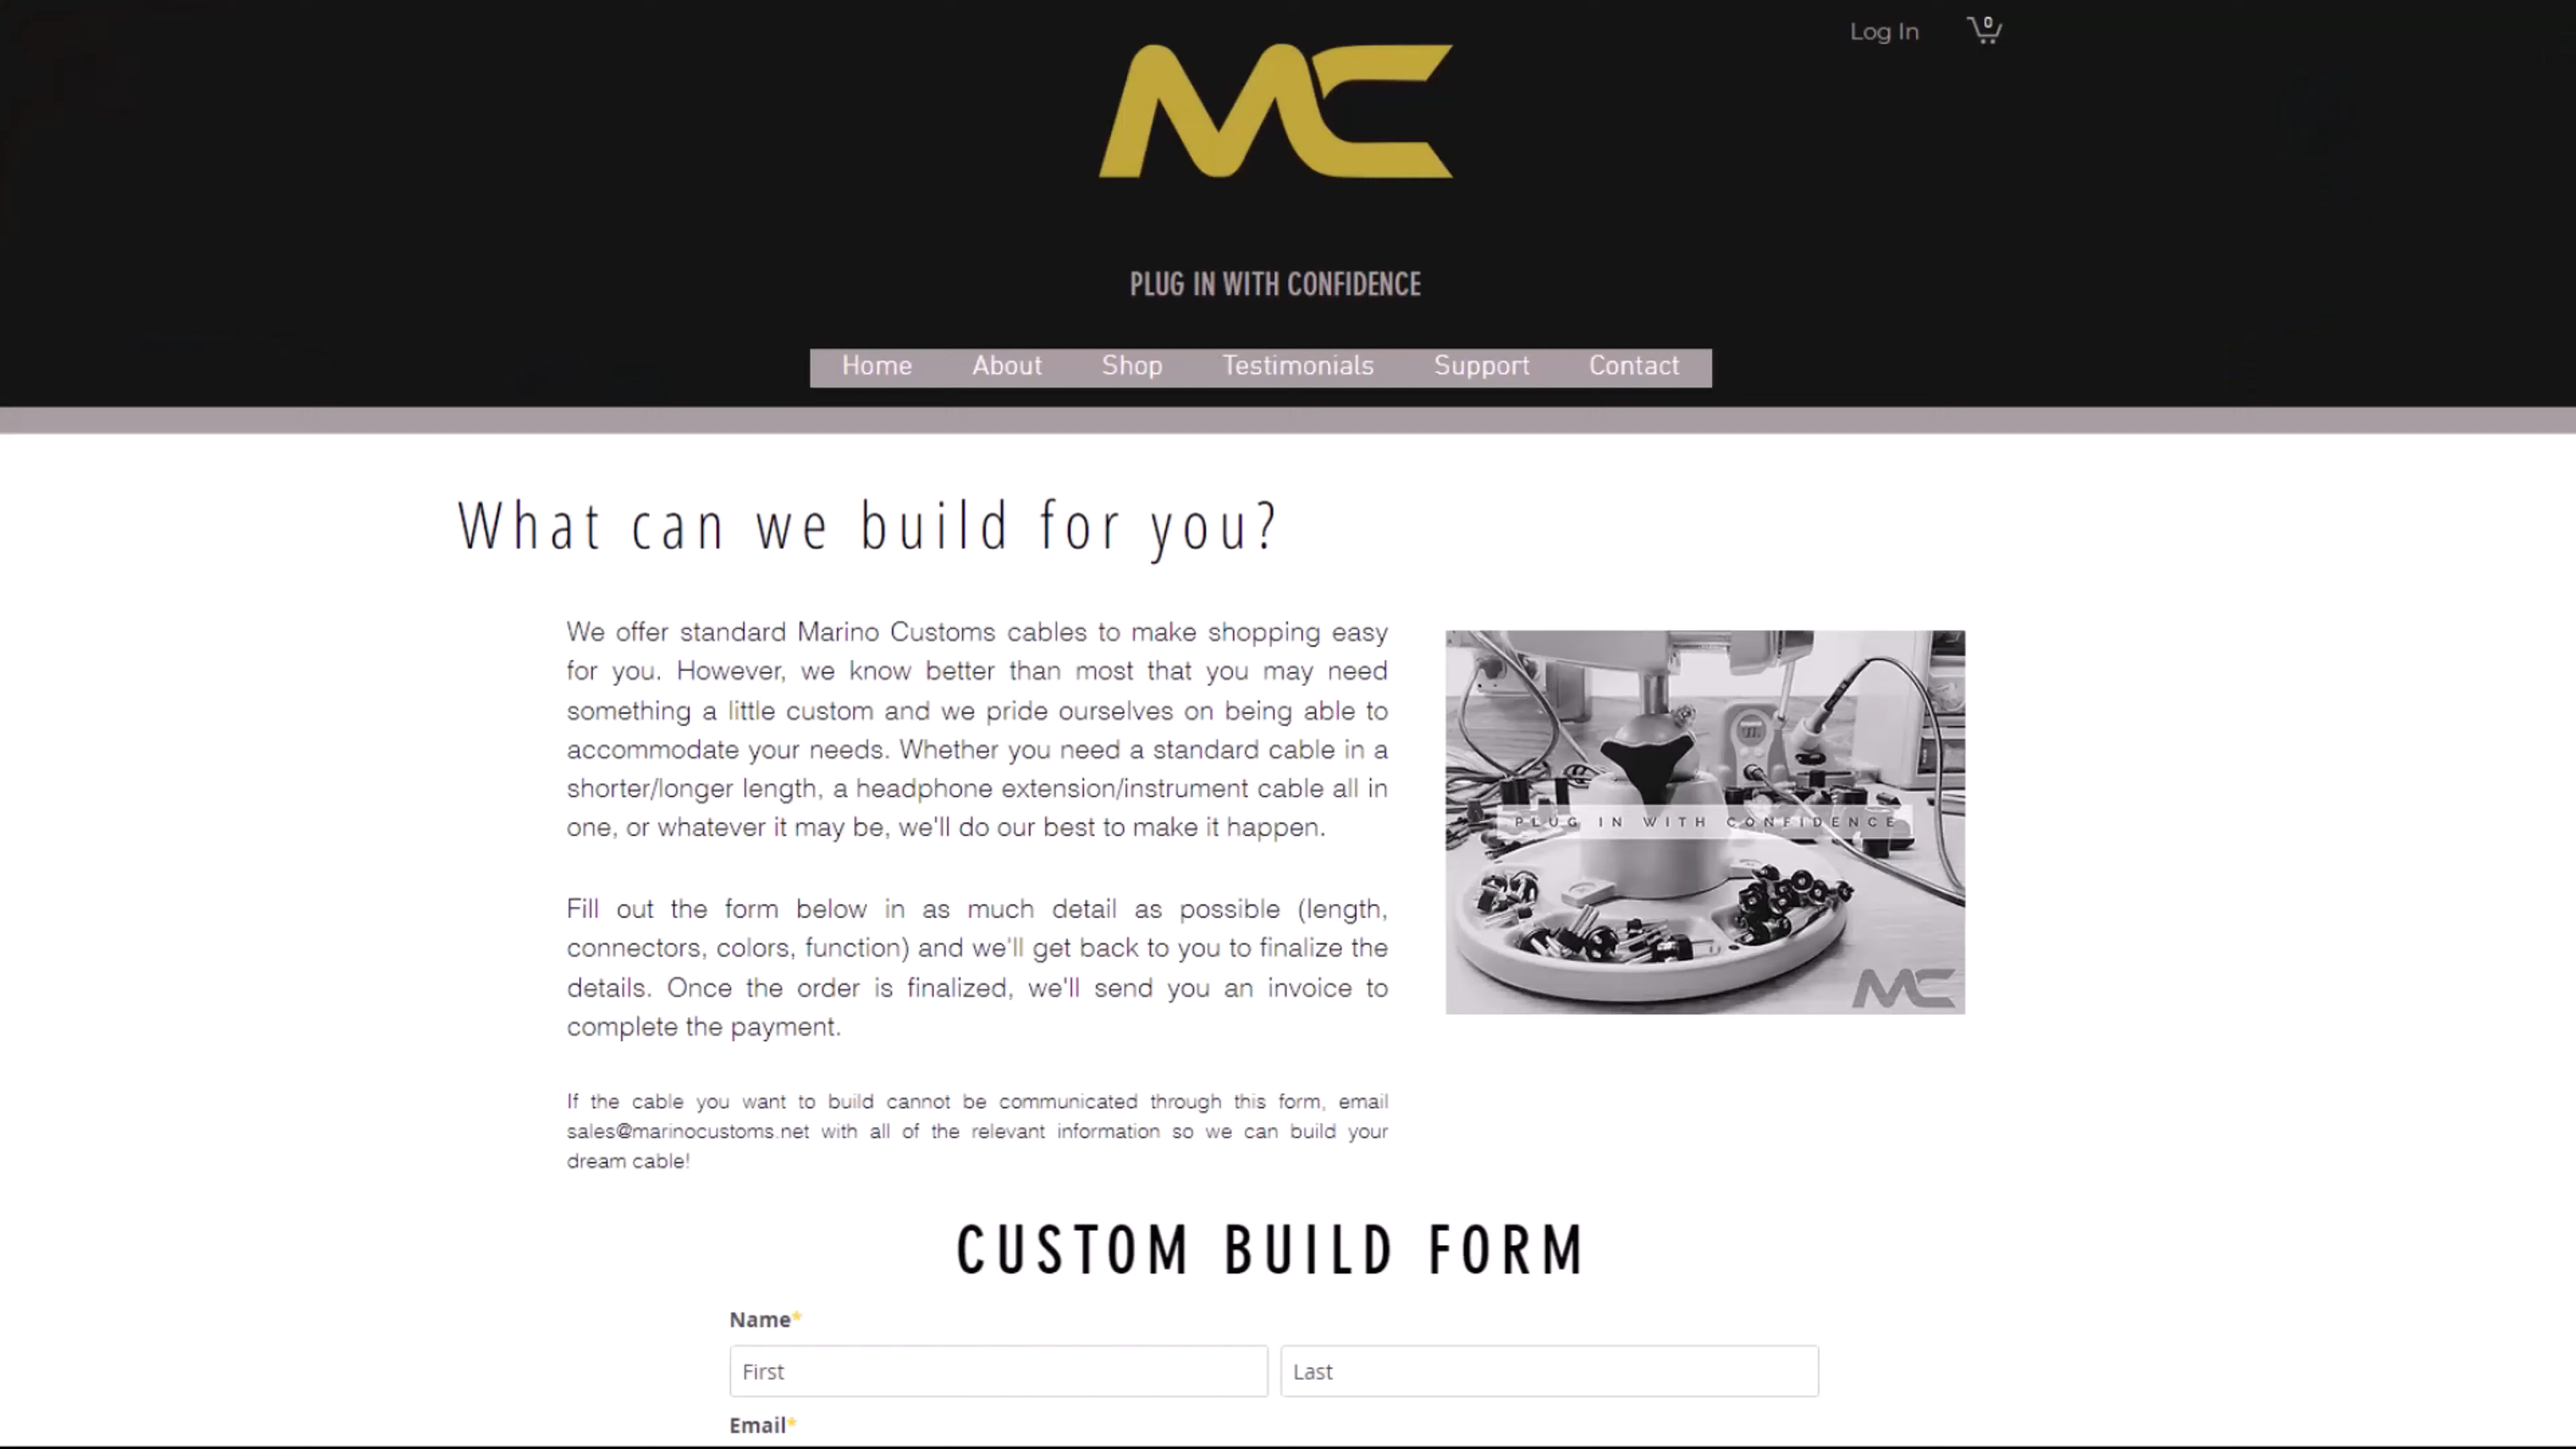 Log In
0
MC
PLUG IN WITH CONFIDENCE
Home About Shop Testimonials Support Contact
What can we build for you?
We offer standard Marino Customs cables to make shopping easy
for you. However, we know better than most that you may need
something a little custom and we pride ourselves on being able to
accommodate your needs. Whether you need a standard cable in a
shorter/longer length, a headphone extension/instrument cable all in
one, or whatever it may be, we'll do our best to make it happen.
Fill out the form below in as much detail as possible (length,
connectors, colors, function) and we'll get back to you to finalize the
details. Once the order is finalized, we'll send you an invoice to
complete the payment.
If the cable you want to build cannot be communicated through this form, email
sales@marinocustoms.net with all of the relevant information so we can build your
dream cable!
PLUG IN WITH CONFIDENCE
MC
CUSTOM BUILD FORM
Name*
First
Last
Email*